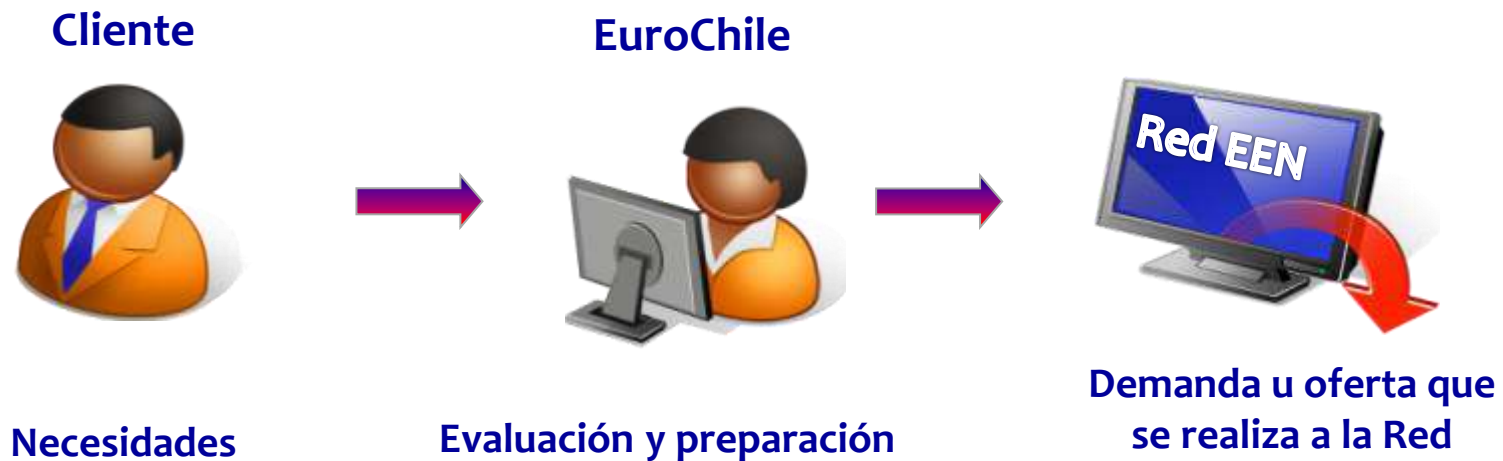 Cliente
EuroChile
Red EEN
Necesidades
Evaluación y preparación
Demanda u oferta que
se realiza a la Red